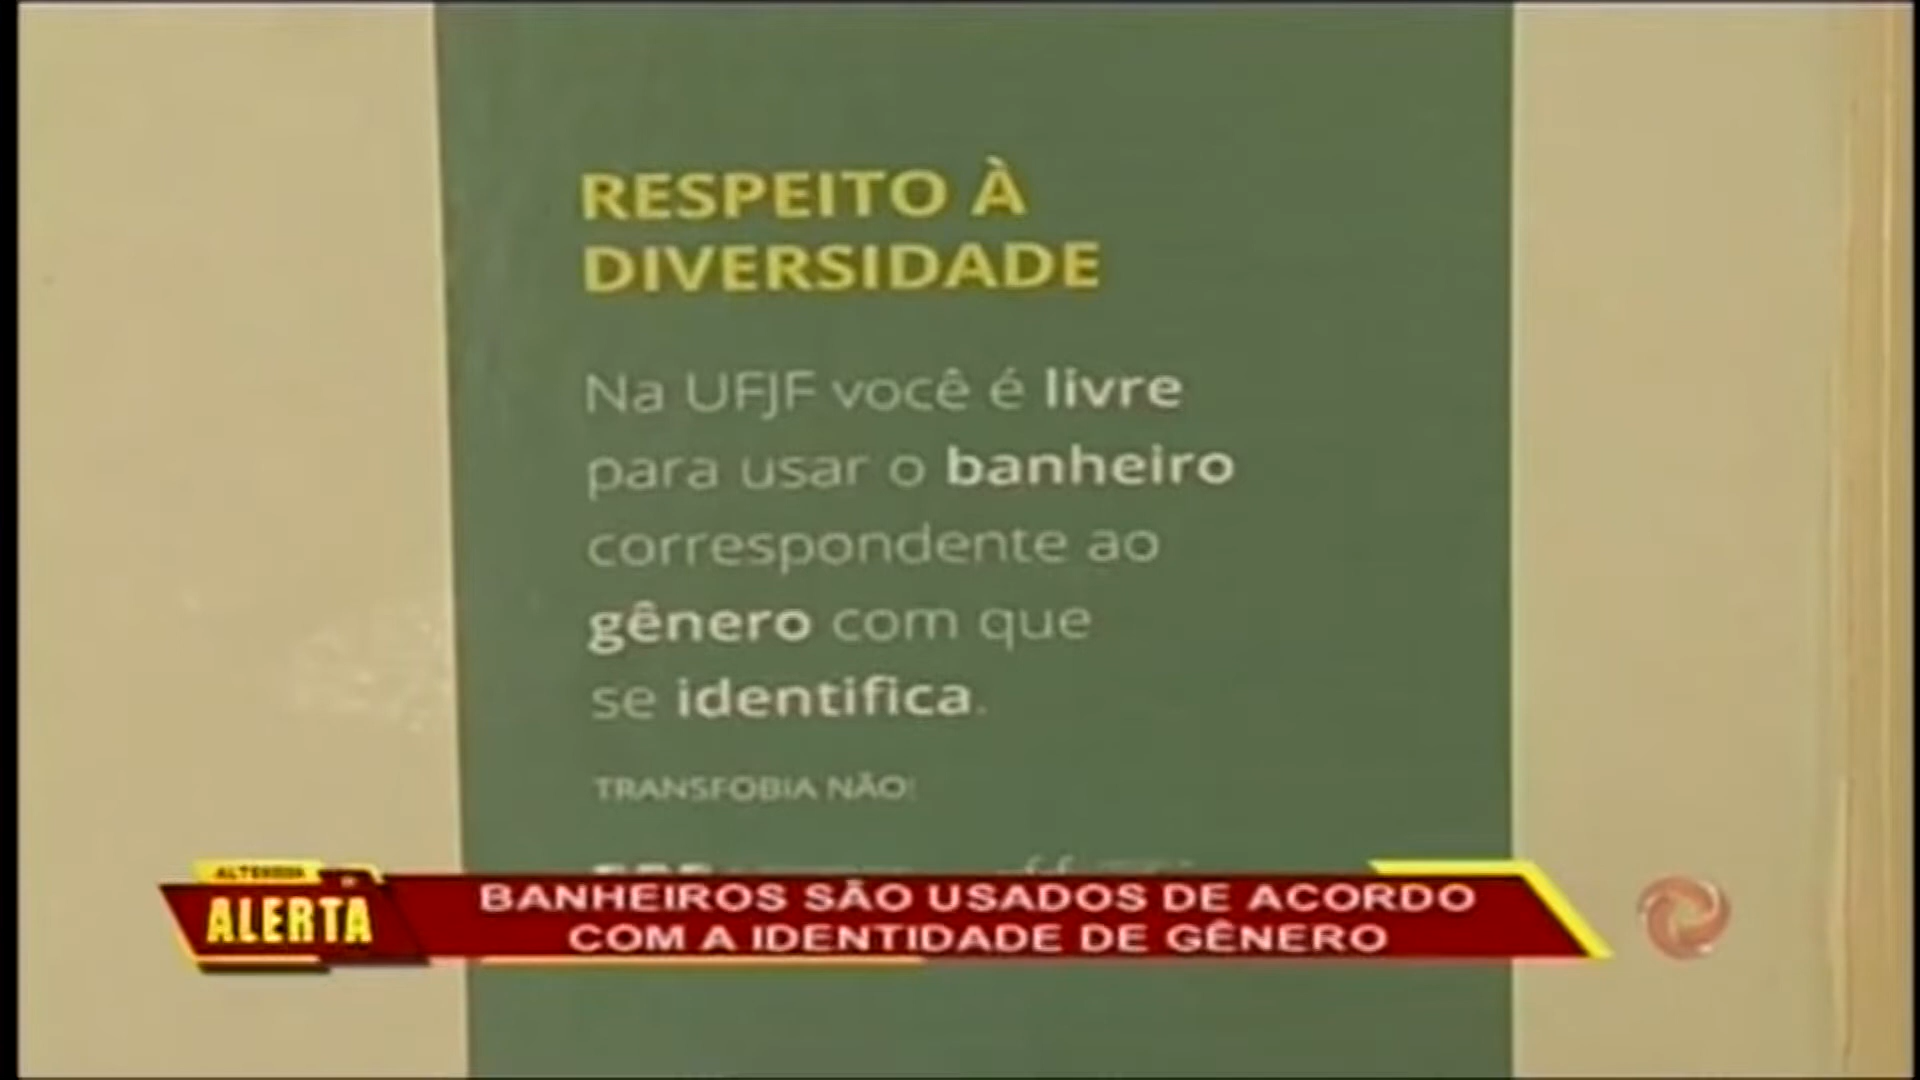 RESPEITO À
DIVERSIDADE
Na UFJF você é livre
para usar o banheiro
correspondente ao
gênero com que
se identifica.
TRANSFOBIA NÃO!
ALTEROSA
ALERTA
BANHEIROS SÃO USADOS DE ACORDO
COM A IDENTIDADE DE GÊNERO